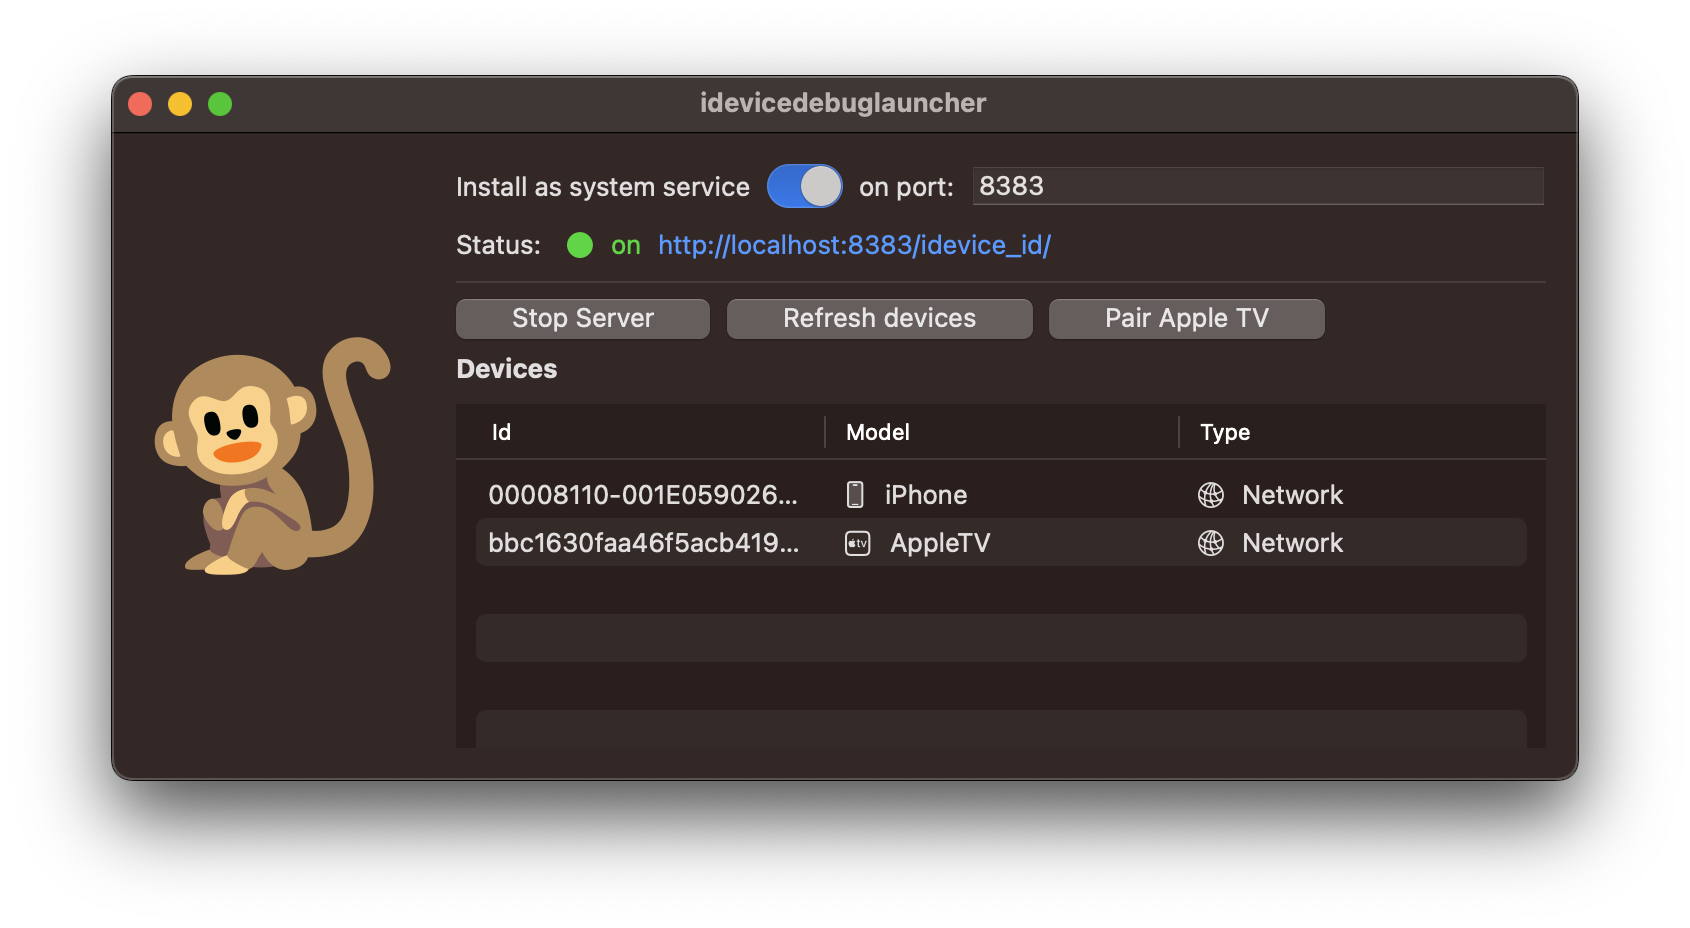 idevicedebuglauncher
Install as system service on port: 8383
Status: on http://localhost:8383/idevice_id/
Stop Server Refresh devices Pair Apple TV
Devices
Id Model Type
00008110-001E059026... iPhone Network
bbc1630faa46f5acb419... tv AppleTV Network